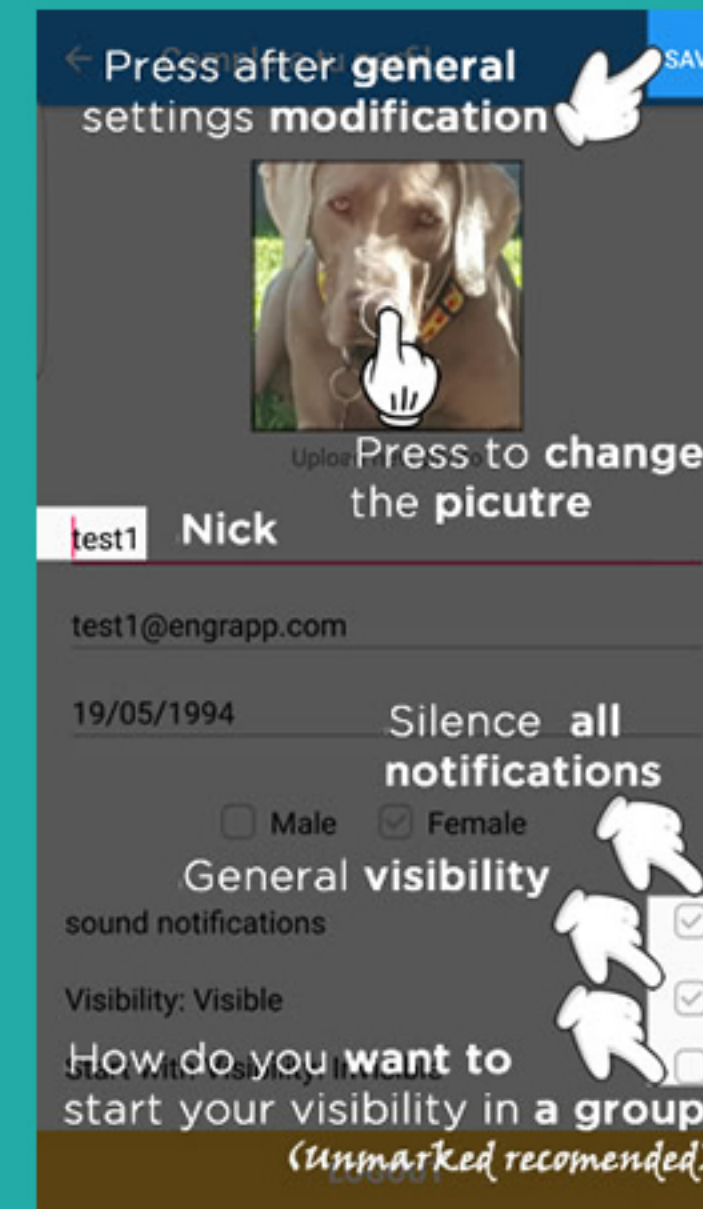 Press after general
SAV
settings modification
Press to change
the picutre
test1
Nick
test1@engrapp.com
19/05/1994
Silence all
notifications
Male
Female
General visibility
sound notifications
Visibility: Visible
How do you want to
start your visibility in a group
(Unmarked recomended)
LOGOUT